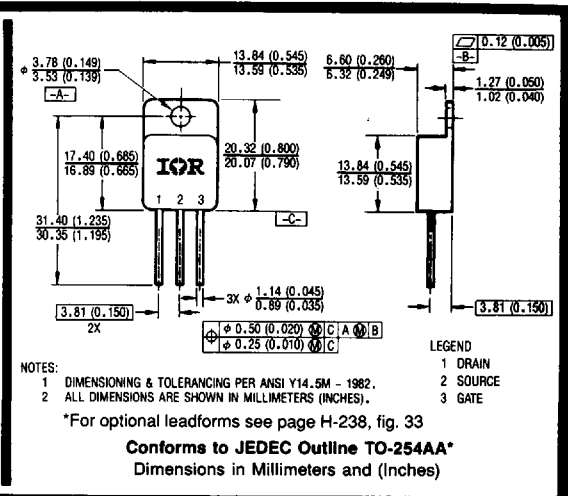 φ 3.78 (0.149)
3.53 (0.139)
-A-
13.84 (0.545)
13.59 (0.535)
6.60 (0.260)
6.32 (0.249)
0.12 (0.005)
-B-
1.27 (0.050)
1.02 (0.040)
17.40 (0.685)
16.89 (0.665)
IOR
20.32 (0.800)
20.07 (0.790)
13.84 (0.545)
13.59 (0.535)
1 2 3
31.40 (1.235)
30.35 (1.195)
-C-
3X φ 1.14 (0.045)
0.89 (0.035)
3.81 (0.150)
2X
3.81 (0.150)
φ 0.50 (0.020) Ⓜ C A Ⓜ B
φ 0.25 (0.010) Ⓜ C
LEGEND
1 DRAIN
2 SOURCE
3 GATE
NOTES:
1 DIMENSIONING & TOLERANCING PER ANSI Y14.5M - 1982.
2 ALL DIMENSIONS ARE SHOWN IN MILLIMETERS (INCHES).
*For optional leadforms see page H-238, fig. 33
Conforms to JEDEC Outline TO-254AA*
Dimensions in Millimeters and (Inches)